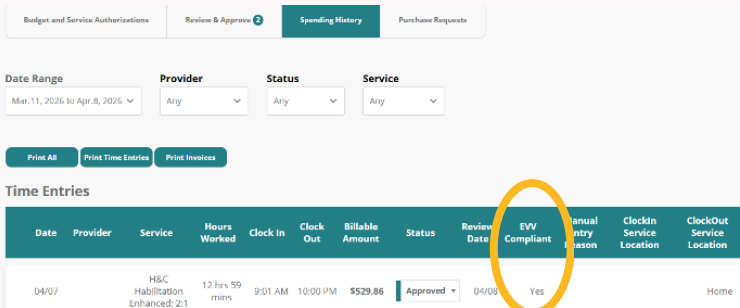 Budget and Service Authorizations Review & Approve 2 Spending History Purchase Requests
Date Range Provider Status Service
Mar.11, 2026 to Apr.8, 2026 Any Any Any
Print All Print Time Entries Print Invoices
Time Entries
Date Provider Service Hours Worked Clock In Clock Out Billable Amount Status Review Date EVV Compliant Manual Entry Reason ClockIn Service Location ClockOut Service Location
04/07 H&C Habilitation Enhanced; 2:1 12 hrs 59 mins 9:01 AM 10:00 PM $529.86 Approved 04/08 Yes Home